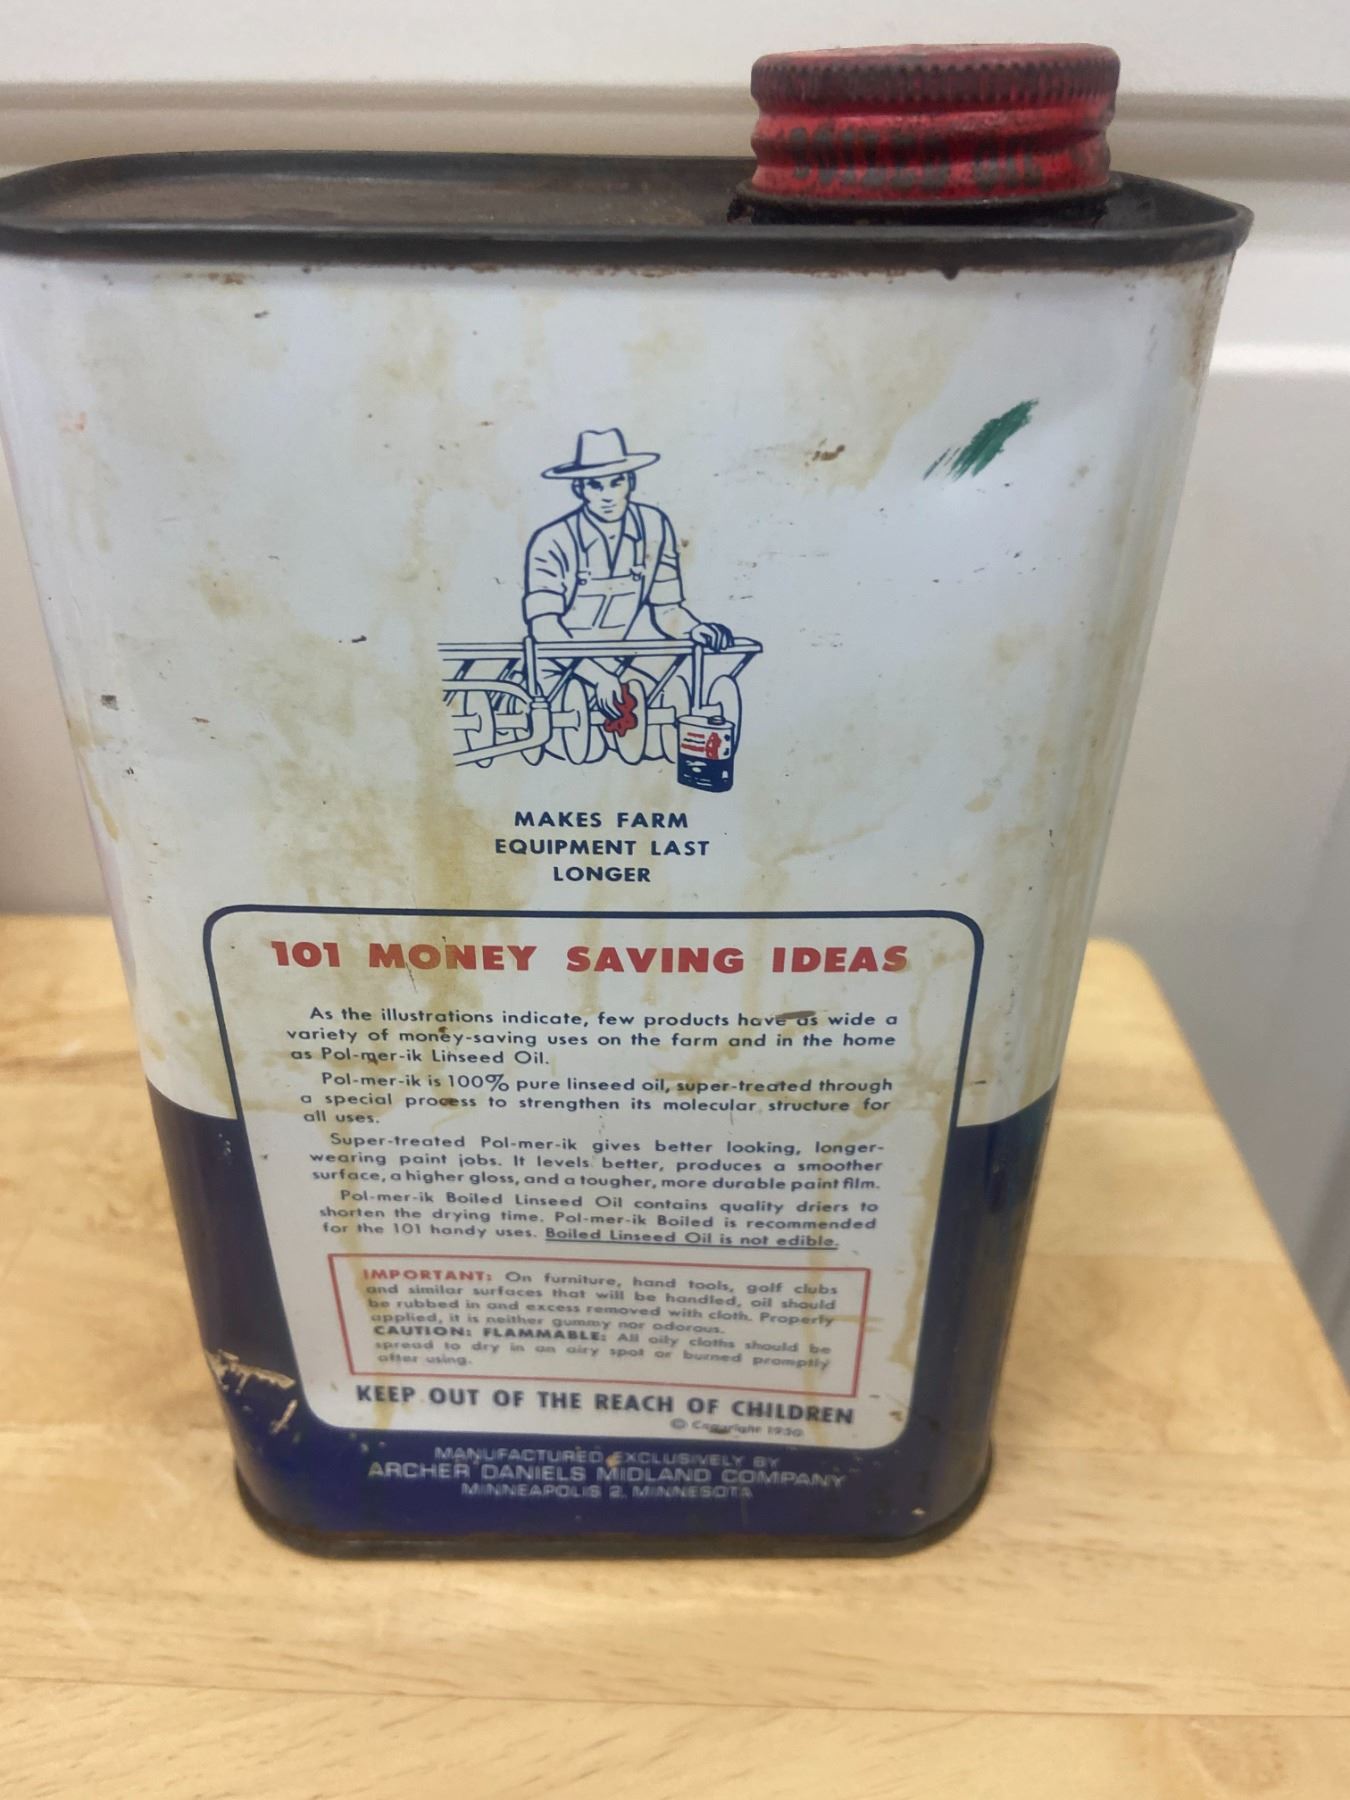 BOILED OIL
MAKES FARM
EQUIPMENT LAST
LONGER
101 MONEY SAVING IDEAS
As the illustrations indicate, few products have as wide a
variety of money-saving uses on the farm and in the home
as Pol-mer-ik Linseed Oil.
Pol-mer-ik is 100% pure linseed oil, super-treated through
a special process to strengthen its molecular structure for
all uses.
Super-treated Pol-mer-ik gives better looking, longer-
wearing paint jobs. It levels better, produces a smoother
surface, a higher gloss, and a tougher, more durable paint film.
Pol-mer-ik Boiled Linseed Oil contains quality driers to
shorten the drying time. Pol-mer-ik Boiled is recommended
for the 101 handy uses. Boiled Linseed Oil is not edible.
IMPORTANT: On furniture, hand tools, golf clubs
and similar surfaces that will be handled, oil should
be rubbed in and excess removed with cloth. Properly
applied, it is neither gummy nor odorous.
CAUTION: FLAMMABLE: All oily cloths should be
spread to dry in an airy spot or burned promptly
after using.
KEEP OUT OF THE REACH OF CHILDREN
© Copyright 1950
MANUFACTURED EXCLUSIVELY BY
ARCHER DANIELS MIDLAND COMPANY
MINNEAPOLIS 2, MINNESOTA